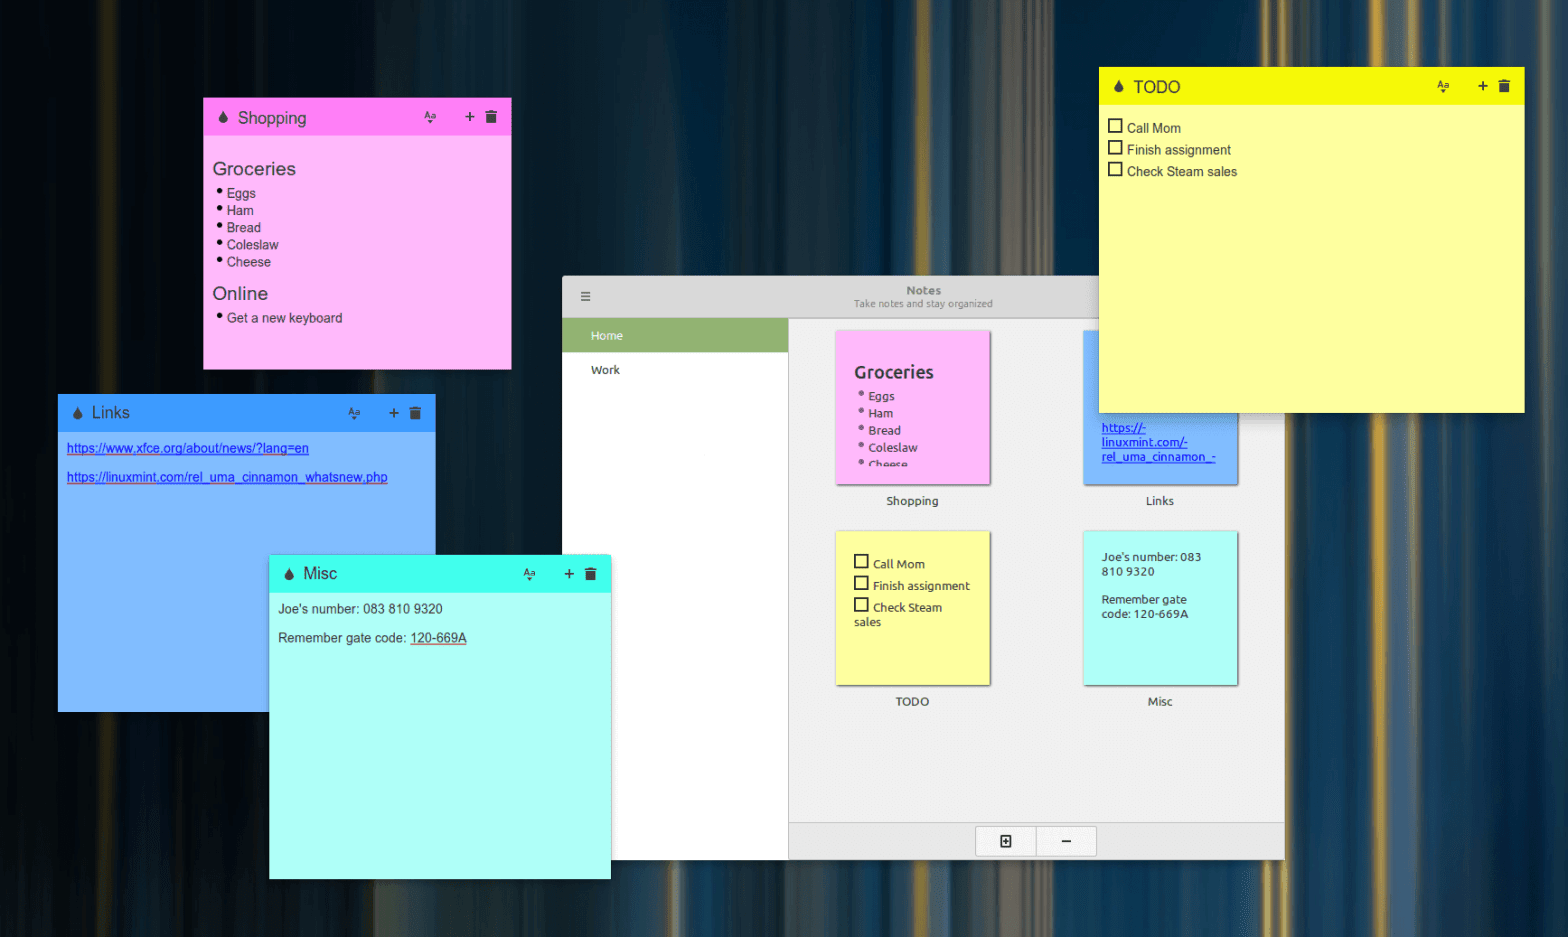 Shopping
Aa
Groceries
Eggs
Ham
Bread
Coleslaw
Cheese
Online
Get a new keyboard
Links
Aa
https://www.xfce.org/about/news/?lang=en
https://linuxmint.com/rel_uma_cinnamon_whatsnew.php
Misc
Aa
Joe's number: 083 810 9320
Remember gate code: 120-669A
Notes
Take notes and stay organized
Home
Work
Groceries
Eggs
Ham
Bread
Coleslaw
Cheese
Shopping
https://-
linuxmint.com/-
rel_uma_cinnamon_-
Links
Call Mom
Finish assignment
Check Steam
sales
TODO
Joe's number: 083
810 9320
Remember gate
code: 120-669A
Misc
TODO
Aa
Call Mom
Finish assignment
Check Steam sales